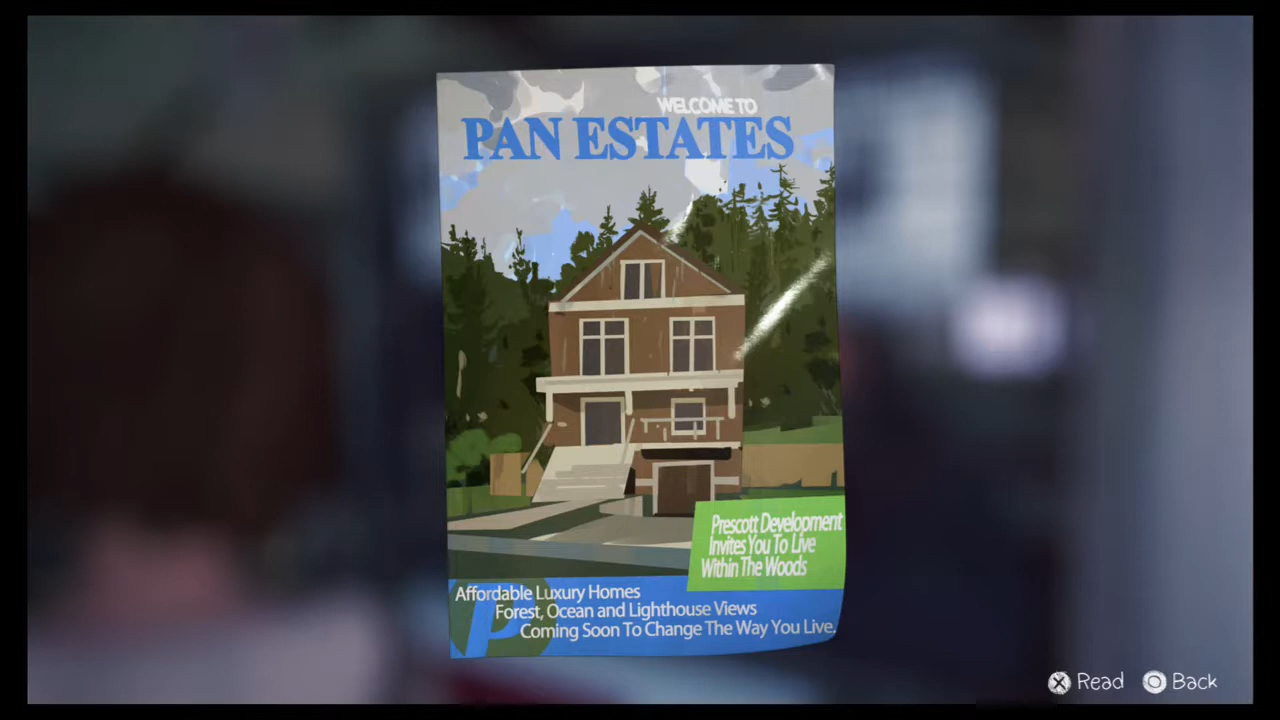 WELCOME TO
PAN ESTATES
Prescott Development
Invites You To Live
Within The Woods
Affordable Luxury Homes
Forest, Ocean and Lighthouse Views
Coming Soon To Change The Way You Live.
P
Read Back